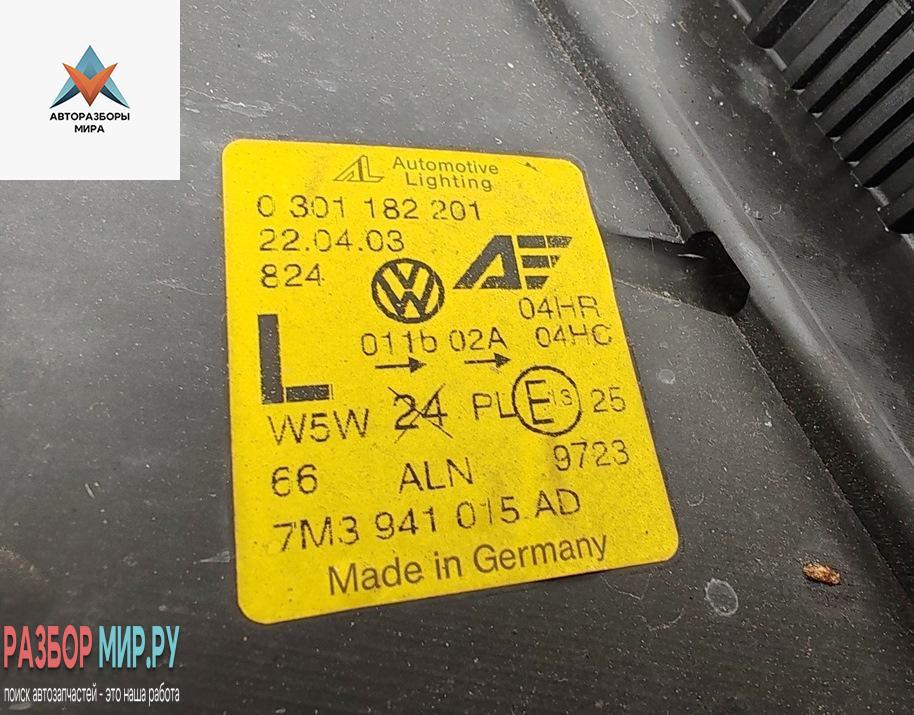 АВТОРАЗБОРЫ
МИРА
Automotive
Lighting
0 301 182 201
22.04.03
824
04HR
011b 02A 04HC
L
W5W 24 PL E 13 25
66 ALN 9723
7M3 941 015 AD
Made in Germany
РАЗБОР МИР.РУ
поиск автозапчастей - это наша работа